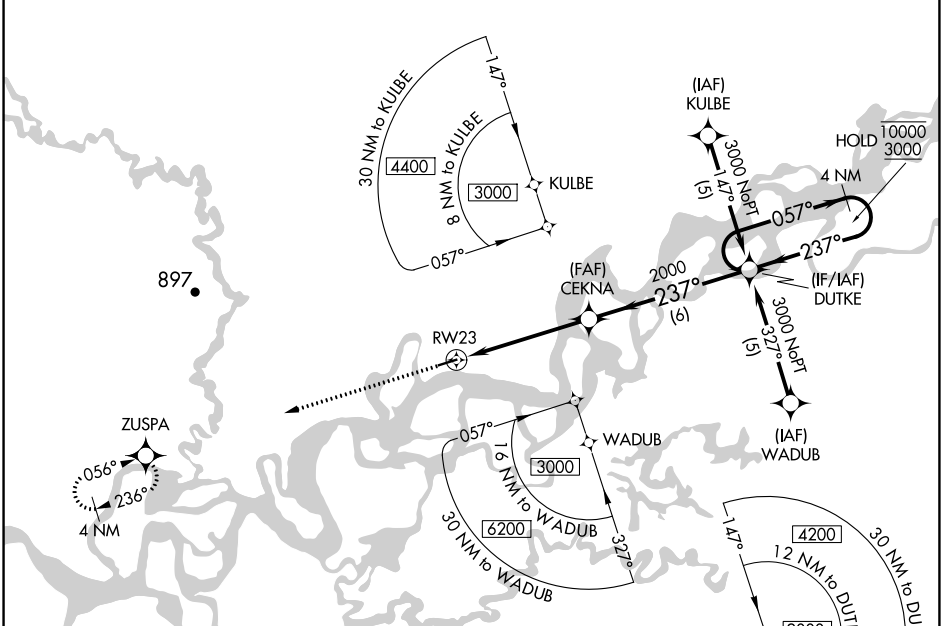 (IAF)
KULBE
HOLD 10000
3000
4 NM
3000 NoPT
147°
(5)
057°
237°
(IF/IAF)
DUTKE
2000
237°
(6)
(FAF)
CEKNA
RW23
3000 NoPT
327°
(5)
(IAF)
WADUB
147°
30 NM to KULBE
4400
8 NM to KULBE
3000
KULBE
057°
897
ZUSPA
056°
236°
4 NM
057°
WADUB
16 NM to WADUB
3000
6200
30 NM to WADUB
327°
147°
4200
12 NM to DUT
30 NM to DU